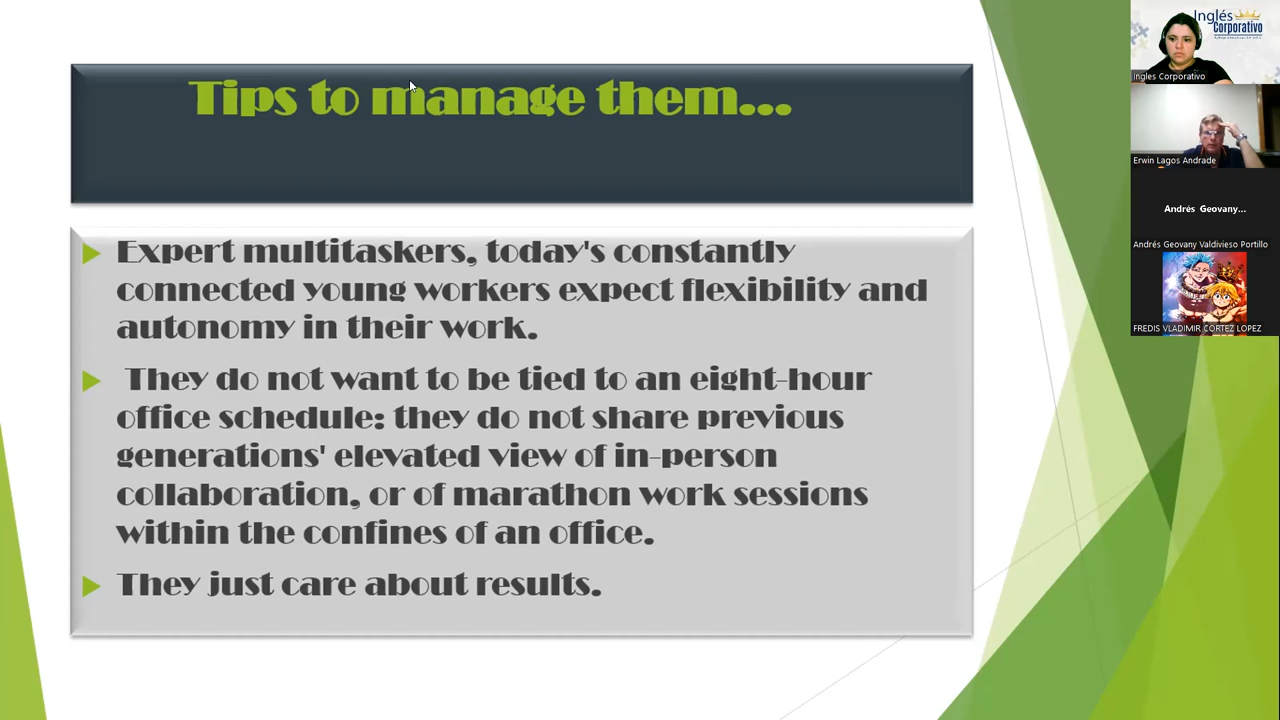 Tips to manage them...
Expert multitaskers, today's constantly
connected young workers expect flexibility and
autonomy in their work.
They do not want to be tied to an eight-hour
office schedule: they do not share previous
generations' elevated view of in-person
collaboration, or of marathon work sessions
within the confines of an office.
They just care about results.
Inglés
Corporativo
Ingles Corporativo
Erwin Lagos Andrade
Andrés Geovany...
Andrés Geovany Valdivieso Portillo
FREDIS VLADIMIR CORTEZ LOPEZ